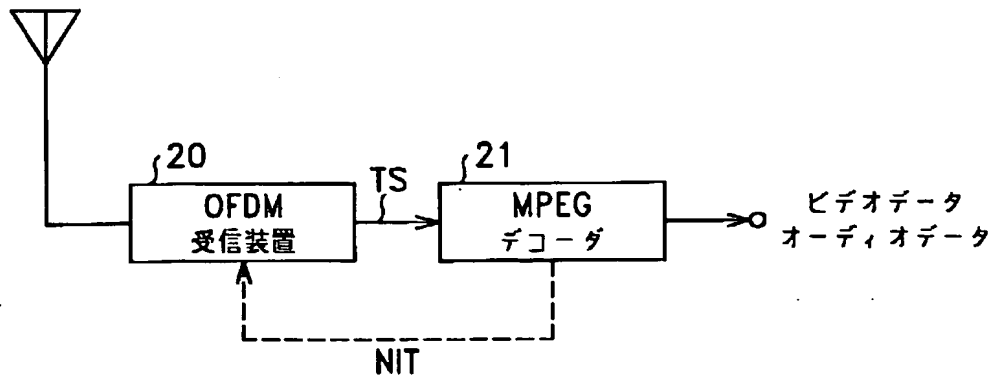 20
OFDM
受信装置
TS
21
MPEG
デコーダ
ビデオデータ
オーディオデータ
NIT